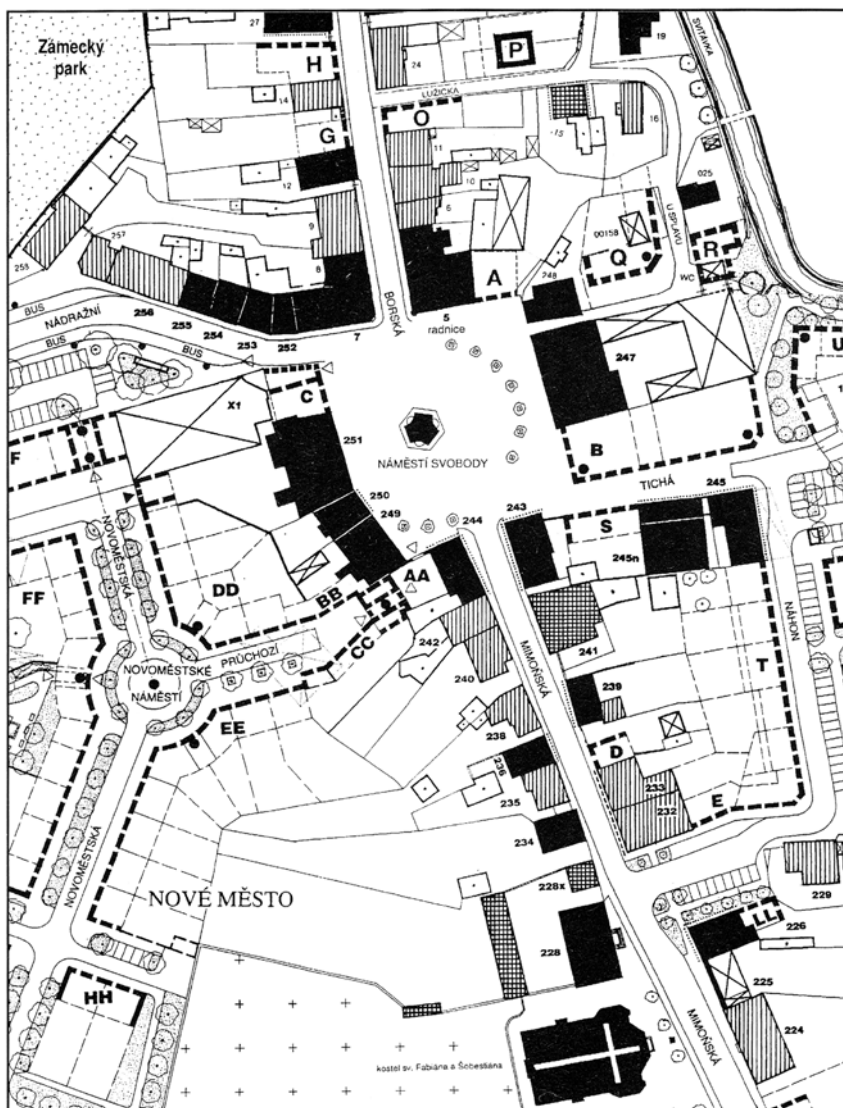 Zámecký
park
27
H
24
P
19
SVITÁVKA
14
LUŽICKÁ
O
G
11
16
12
10
025
9
6
257
00158
U SPLAVU
R
8
Q
258
A
248
WC
BUS
256
BORSKÁ
5
radnice
NÁDRAŽNÍ
255
254
BUS
253
252
7
247
U
X1
C
251
NÁMĚSTÍ SVOBODY
B
F
TICHÁ
250
249
244
243
245
S
NOVOMĚSTSKÁ
AA
245n
FF
DD
BB
NÁHON
CC
242
MIMOŇSKÁ
241
PRŮCHOZÍ
NOVOMĚSTSKÉ
NÁMĚSTÍ
240
T
239
EE
238
D
236
233
235
232
E
NOVOMĚSTSKÁ
234
NOVÉ MĚSTO
228x
229
LL
226
228
225
HH
MIMOŇSKÁ
224
kostel sv. Fabiána a Šebestiána